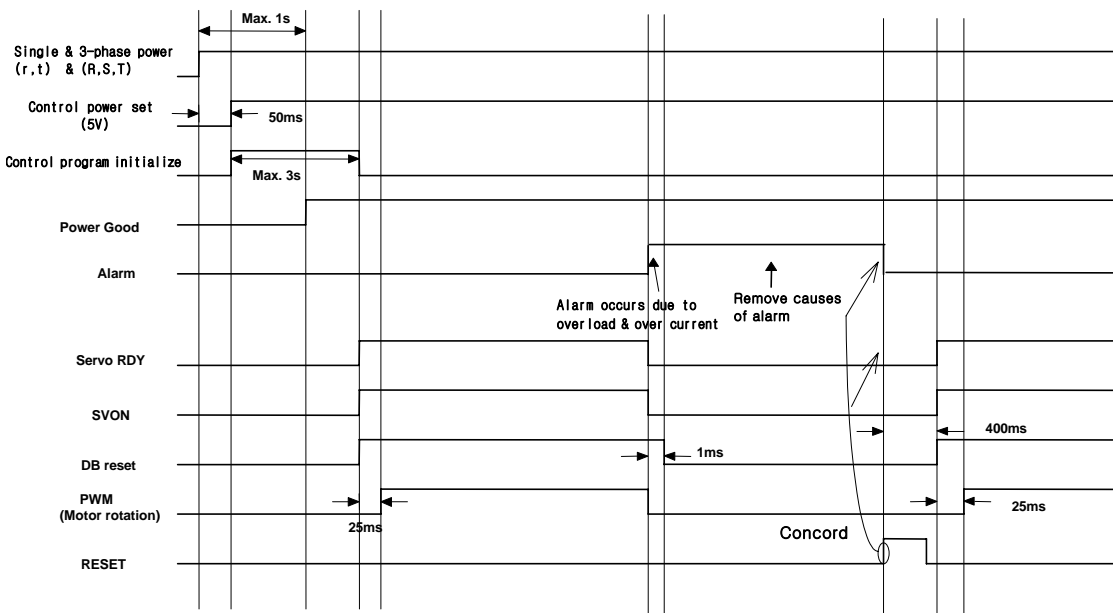 Max. 1s
Single & 3-phase power
(r,t) & (R,S,T)
Control power set
(5V)
50ms
Control program initialize
Max. 3s
Power Good
Alarm
Alarm occurs due to
overload & over current
Remove causes
of alarm
Servo RDY
SVON
400ms
DB reset
1ms
PWM
(Motor rotation)
25ms
25ms
Concord
RESET